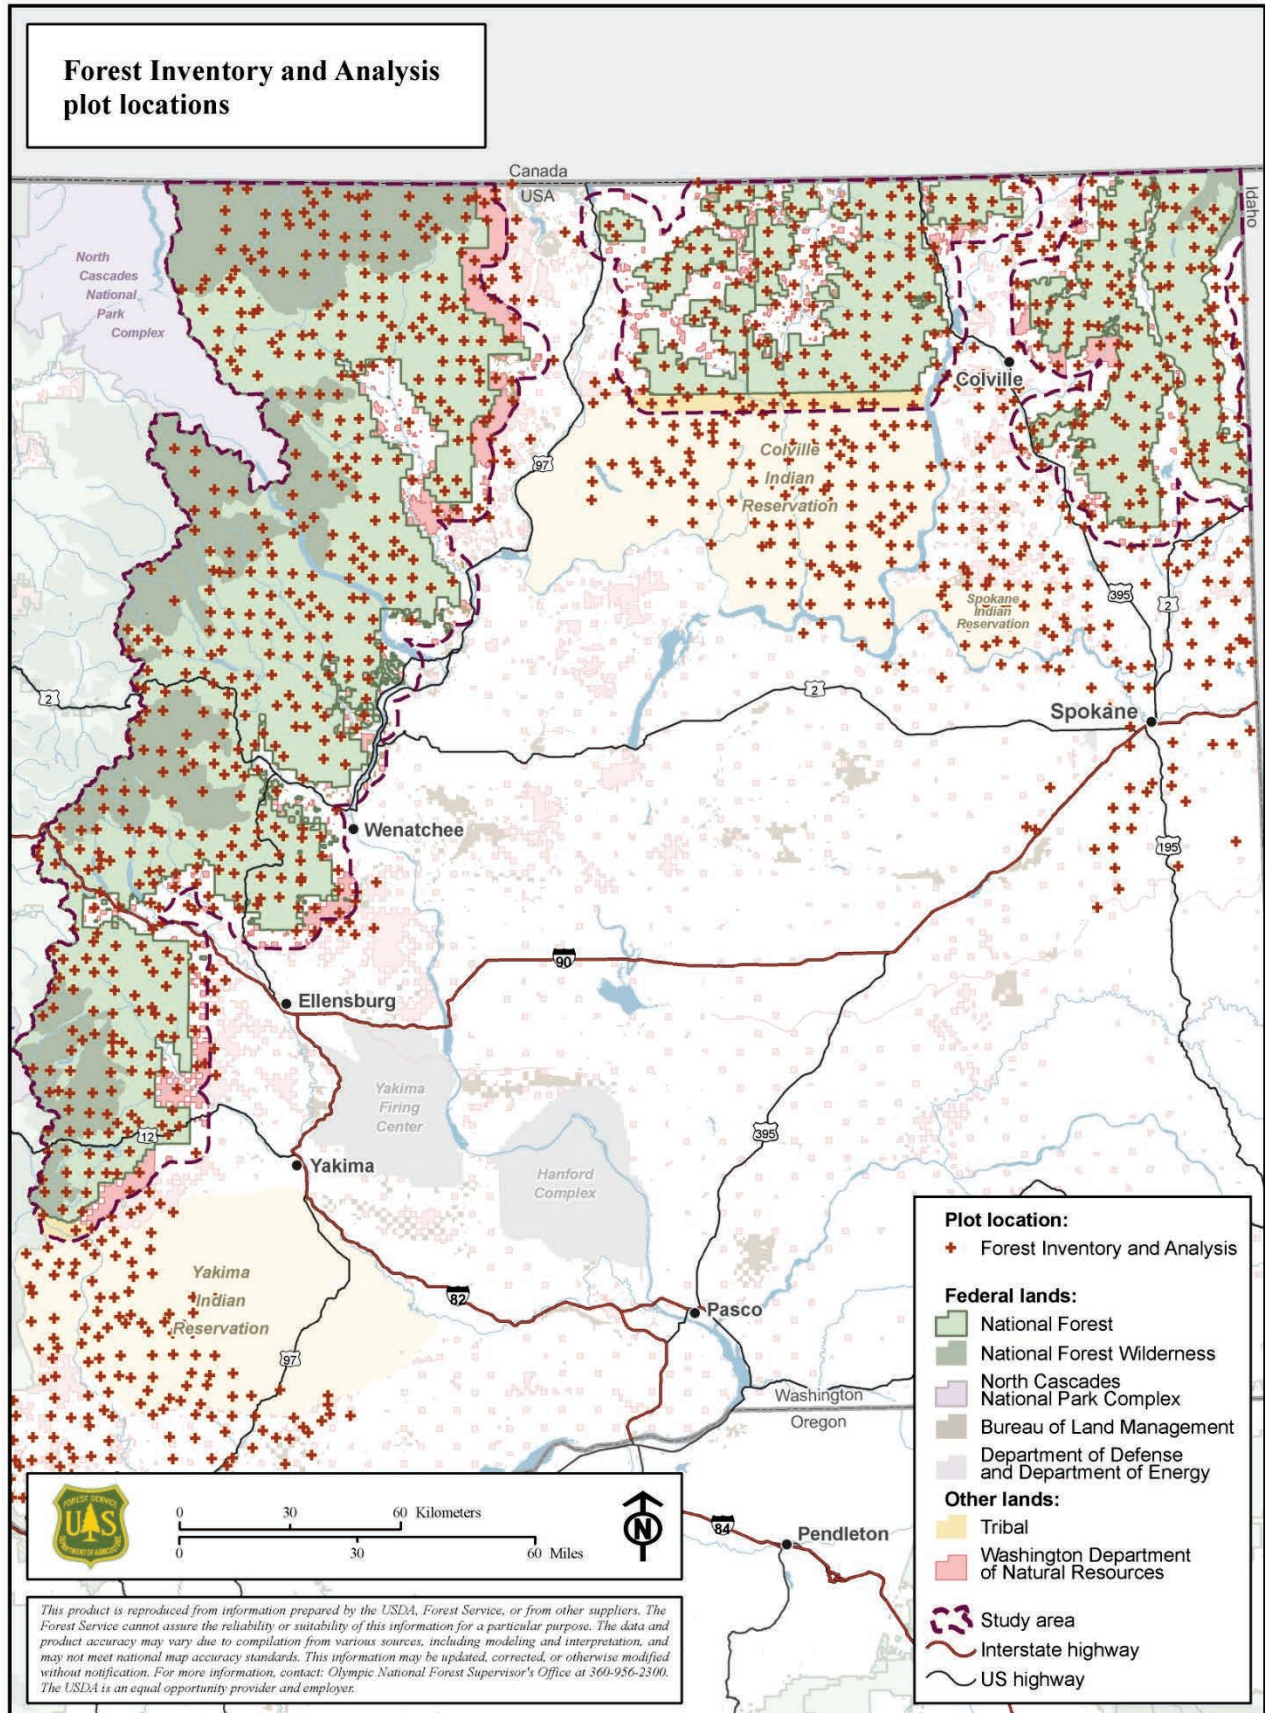 Forest Inventory and Analysis
plot locations
Canada
USA
Idaho
North
Cascades
National
Park
Complex
Colville
97
Colville
Indian
Reservation
395
2
Spokane
Indian
Reservation
2
2
Spokane
Wenatchee
195
90
Ellensburg
Yakima
Firing
Center
12
395
Yakima
Hanford
Complex
Yakima
Indian
Reservation
82
Pasco
97
Washington
Oregon
84
Pendleton
Plot location:
Forest Inventory and Analysis
Federal lands:
National Forest
National Forest Wilderness
North Cascades
National Park Complex
Bureau of Land Management
Department of Defense
and Department of Energy
Other lands:
Tribal
Washington Department
of Natural Resources
Study area
Interstate highway
US highway
FOREST SERVICE
U S
DEPARTMENT OF AGRICULTURE
0 30 60 Kilometers
0 30 60 Miles
N
This product is reproduced from information prepared by the USDA, Forest Service, or from other suppliers. The
Forest Service cannot assure the reliability or suitability of this information for a particular purpose. The data and
product accuracy may vary due to compilation from various sources, including modeling and interpretation, and
may not meet national map accuracy standards. This information may be updated, corrected, or otherwise modified
without notification. For more information, contact: Olympic National Forest Supervisor's Office at 360-956-2300.
The USDA is an equal opportunity provider and employer.